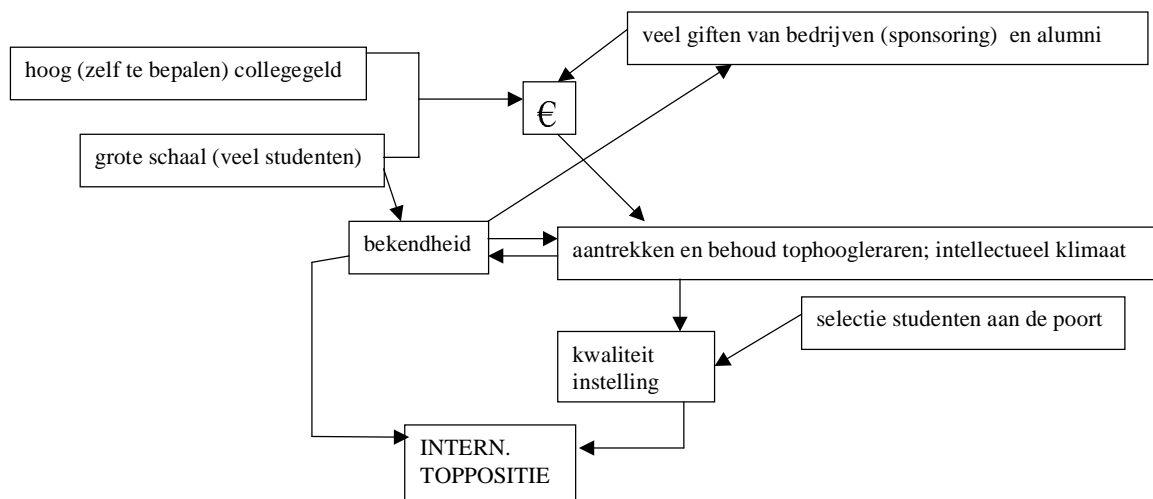 veel giften van bedrijven (sponsoring) en alumni
hoog (zelf te bepalen) collegegeld
€
grote schaal (veel studenten)
bekendheid
aantrekken en behoud tophoogleraren; intellectueel klimaat
selectie studenten aan de poort
kwaliteit
instelling
INTERN.
TOPPOSITIE